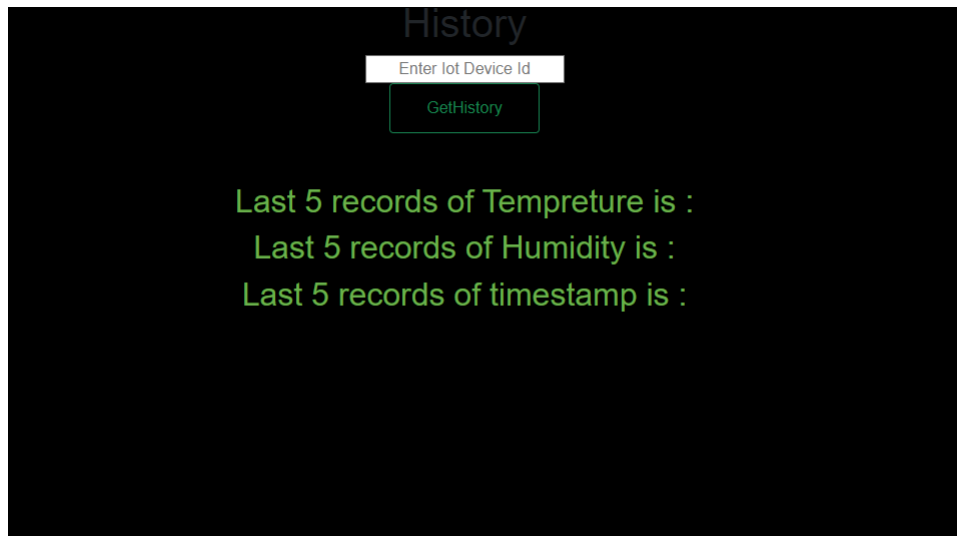 History
Enter Iot Device Id
GetHistory
Last 5 records of Tempreture is :
Last 5 records of Humidity is :
Last 5 records of timestamp is :